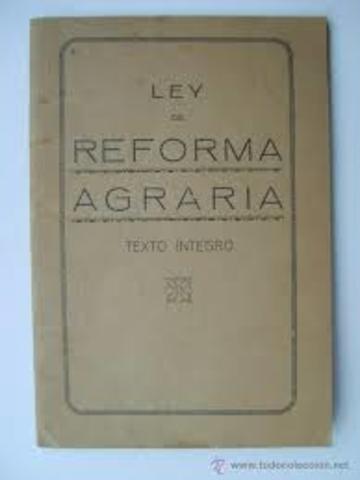 LEY
DE
REFORMA
AGRARIA
TEXTO INTEGRO
© www.todocoleccion.net